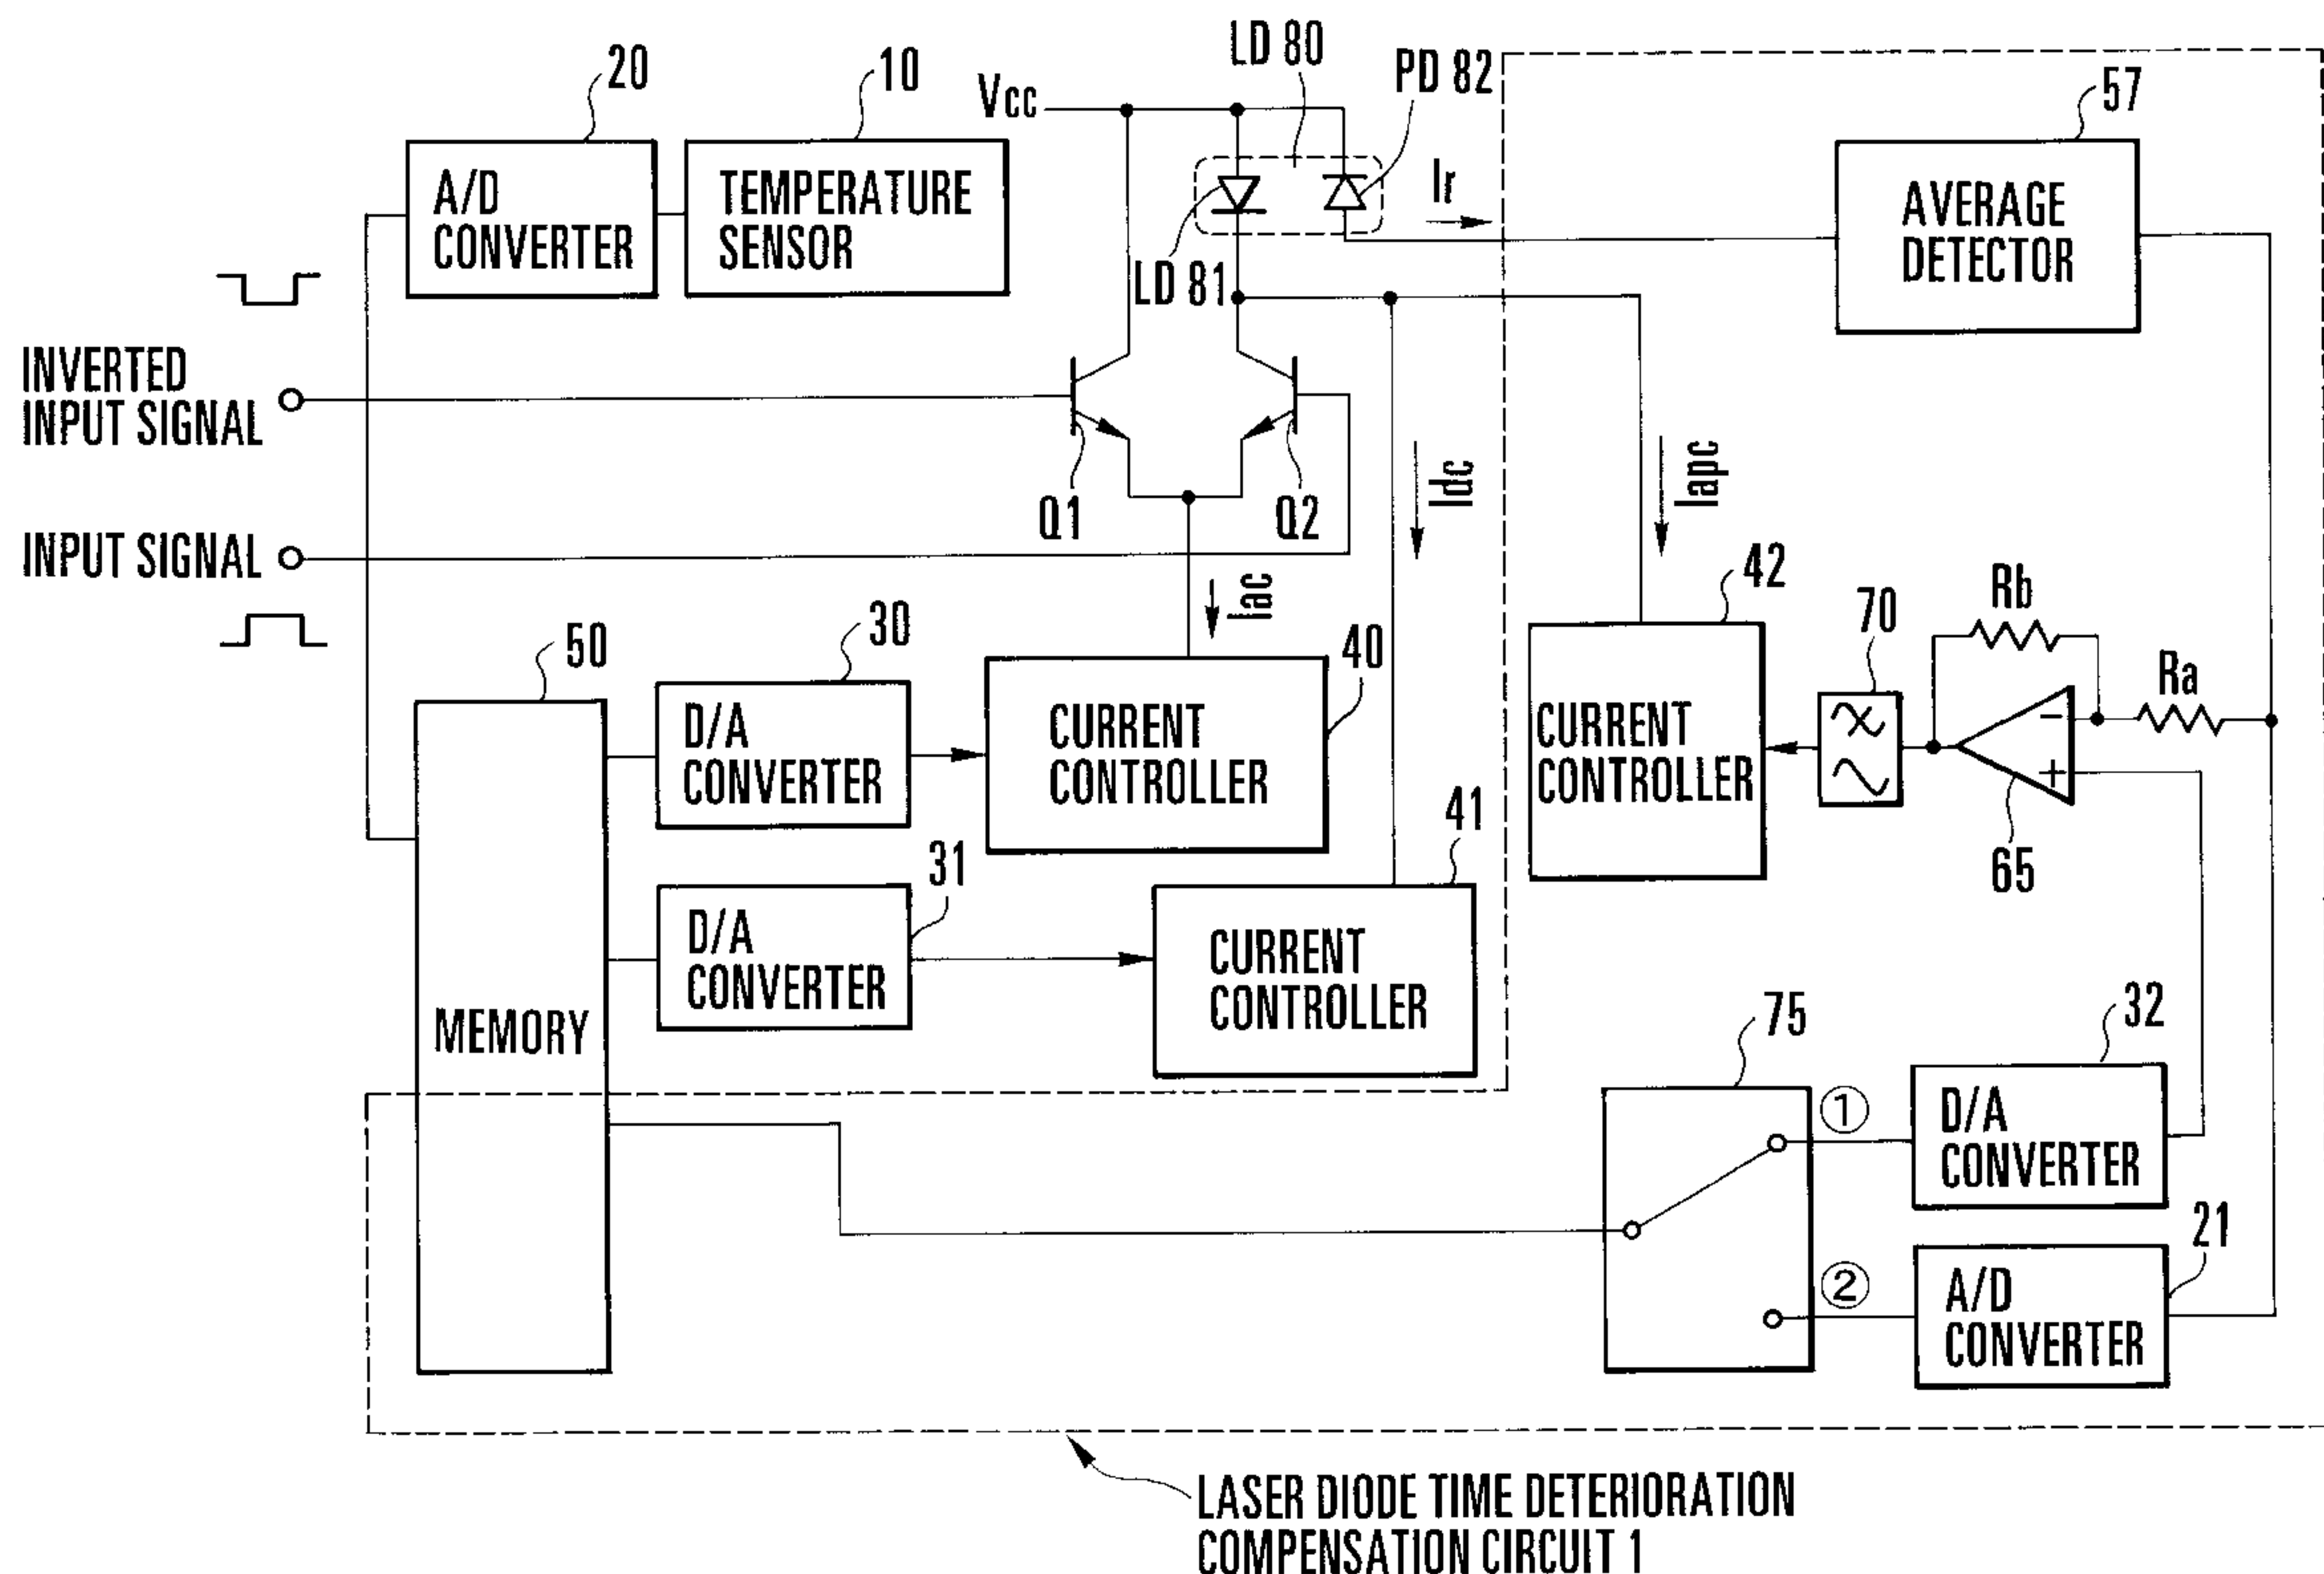 LD 80
20
10
Vcc
PD 82
57
A/D
CONVERTER
TEMPERATURE
SENSOR
Ir
AVERAGE
DETECTOR
LD 81
INVERTED
INPUT SIGNAL
Q1
Q2
Idc
Iapc
INPUT SIGNAL
Iac
42
Rb
70
50
30
40
Ra
D/A
CONVERTER
CURRENT
CONTROLLER
CURRENT
CONTROLLER
−
+
65
31
41
D/A
CONVERTER
CURRENT
CONTROLLER
MEMORY
75
32
①
D/A
CONVERTER
21
②
A/D
CONVERTER
LASER DIODE TIME DETERIORATION
COMPENSATION CIRCUIT 1